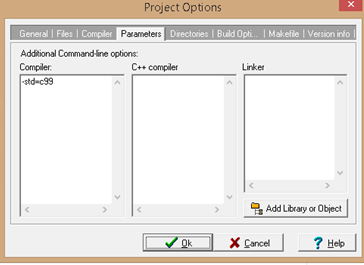 Project Options
General | Files | Compiler | Parameters | Directories | Build Opti... | Makefile | Version info |
Additional Command-line options:
Compiler: C++ compiler Linker
-std=c99
Add Library or Object
Ok Cancel ? Help